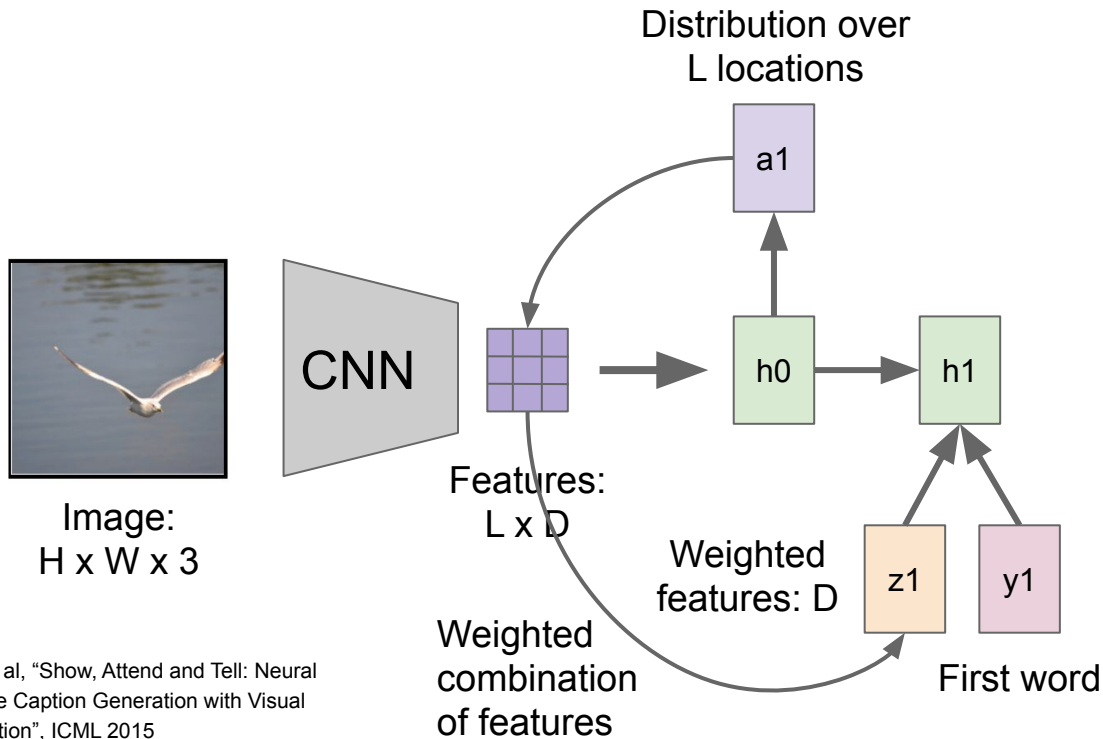 Distribution over
L locations
a1
CNN
h0
h1
Features:
L x D
Image:
H x W x 3
Weighted
features: D
z1
y1
Weighted
combination
of features
First word
al, “Show, Attend and Tell: Neural
e Caption Generation with Visual
tion”, ICML 2015